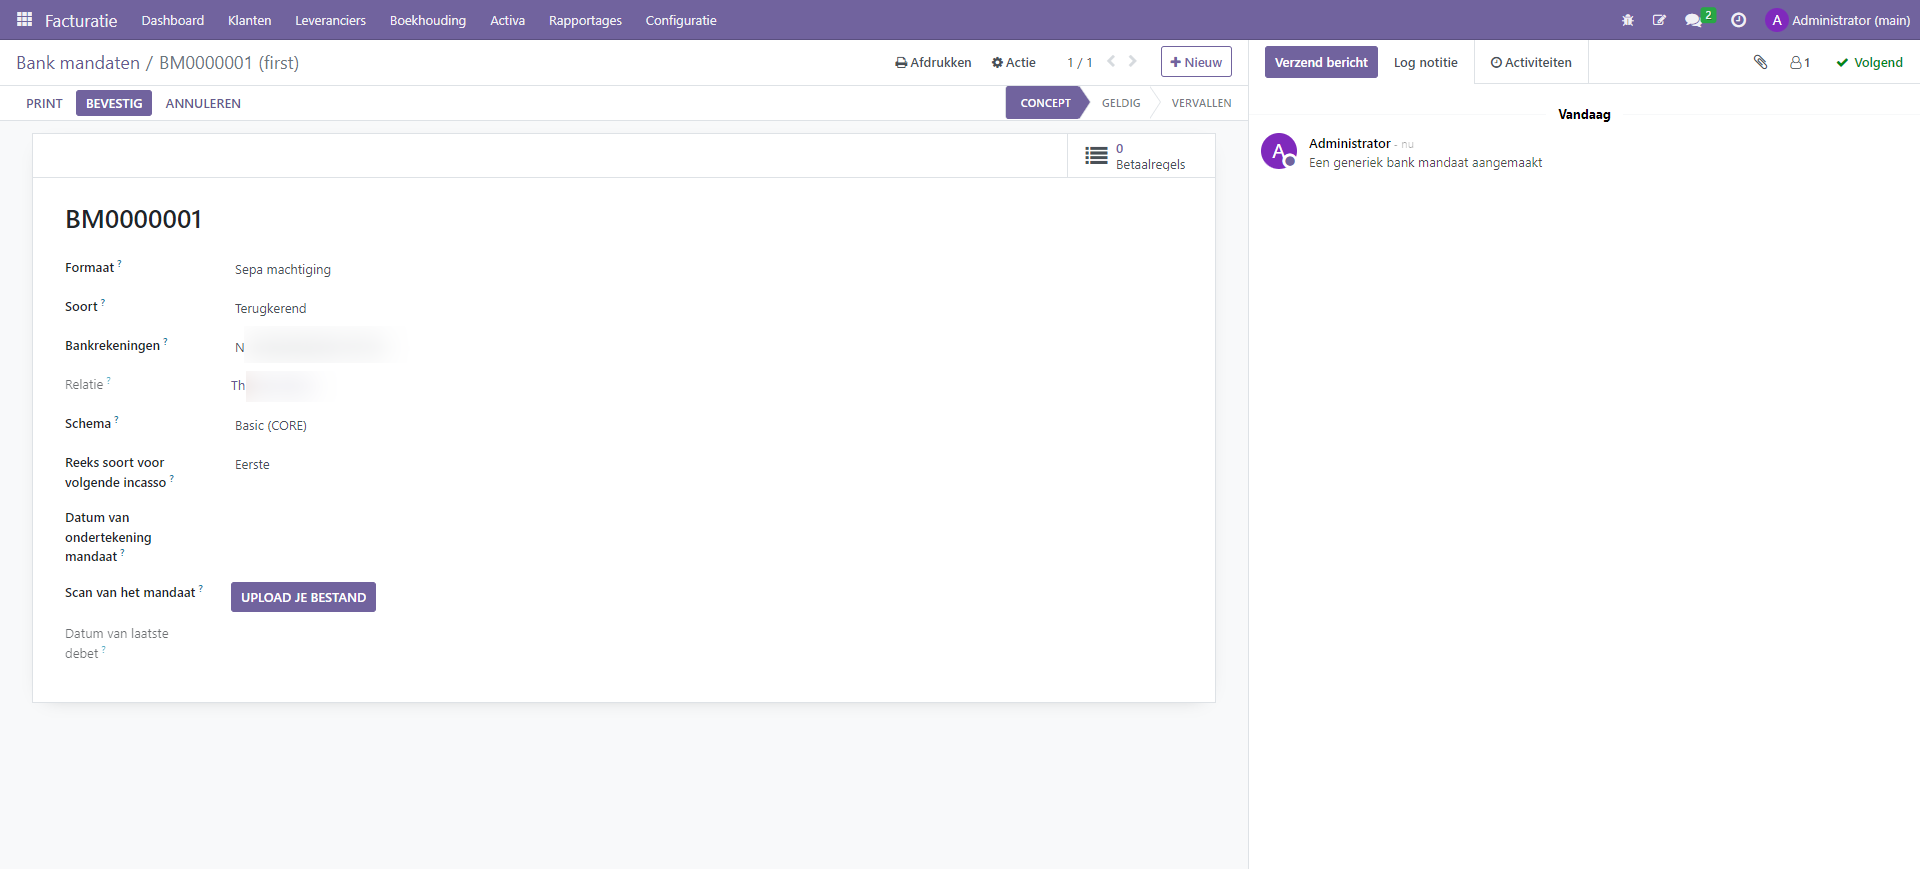 Facturatie Dashboard Klanten Leveranciers Boekhouding Activa Rapportages Configuratie 2 A Administrator (main)
Bank mandaten / BM0000001 (first) Afdrukken Actie 1 / 1 Nieuw Verzend bericht Log notitie Activiteiten 1 Volgend
PRINT BEVESTIG ANNULEREN CONCEPT GELDIG VERVALLEN
Vandaag
A Administrator - nu
Een generiek bank mandaat aangemaakt
0
Betaalregels
BM0000001
Formaat ? Sepa machtiging
Soort ? Terugkerend
Bankrekeningen ? N
Relatie ? Th
Schema ? Basic (CORE)
Reeks soort voor Eerste
volgende incasso ?
Datum van
ondertekening
mandaat ?
Scan van het mandaat ? UPLOAD JE BESTAND
Datum van laatste
debet ?